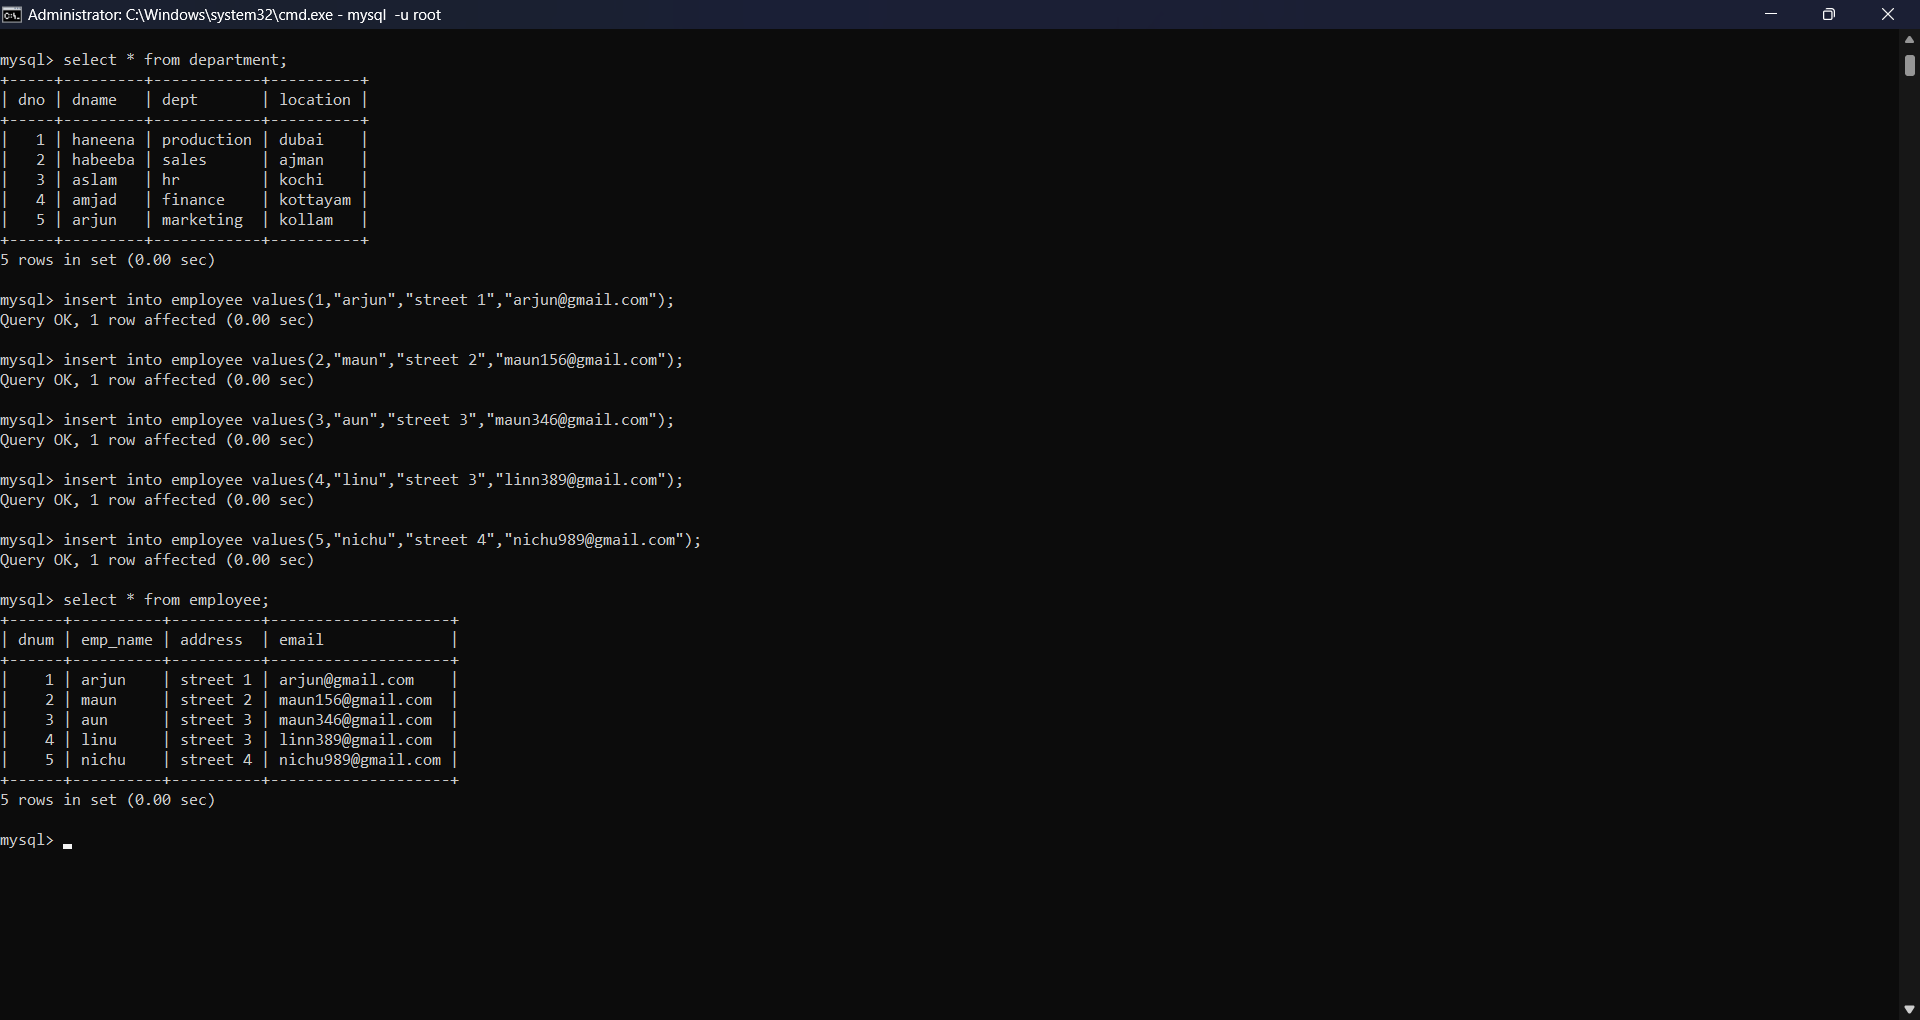 Administrator: C:\Windows\system32\cmd.exe - mysql  -u root
mysql> select * from department;
+-----+---------+------------+----------+
| dno | dname   | dept       | location |
+-----+---------+------------+----------+
|   1 | haneena | production | dubai    |
|   2 | habeeba | sales      | ajman    |
|   3 | aslam   | hr         | kochi    |
|   4 | amjad   | finance    | kottayam |
|   5 | arjun   | marketing  | kollam   |
+-----+---------+------------+----------+
5 rows in set (0.00 sec)
mysql> insert into employee values(1,"arjun","street 1","arjun@gmail.com");
Query OK, 1 row affected (0.00 sec)
mysql> insert into employee values(2,"maun","street 2","maun156@gmail.com");
Query OK, 1 row affected (0.00 sec)
mysql> insert into employee values(3,"aun","street 3","maun346@gmail.com");
Query OK, 1 row affected (0.00 sec)
mysql> insert into employee values(4,"linu","street 3","linn389@gmail.com");
Query OK, 1 row affected (0.00 sec)
mysql> insert into employee values(5,"nichu","street 4","nichu989@gmail.com");
Query OK, 1 row affected (0.00 sec)
mysql> select * from employee;
+------+----------+----------+--------------------+
| dnum | emp_name | address  | email              |
+------+----------+----------+--------------------+
|    1 | arjun    | street 1 | arjun@gmail.com    |
|    2 | maun     | street 2 | maun156@gmail.com  |
|    3 | aun      | street 3 | maun346@gmail.com  |
|    4 | linu     | street 3 | linn389@gmail.com  |
|    5 | nichu    | street 4 | nichu989@gmail.com |
+------+----------+----------+--------------------+
5 rows in set (0.00 sec)
mysql>